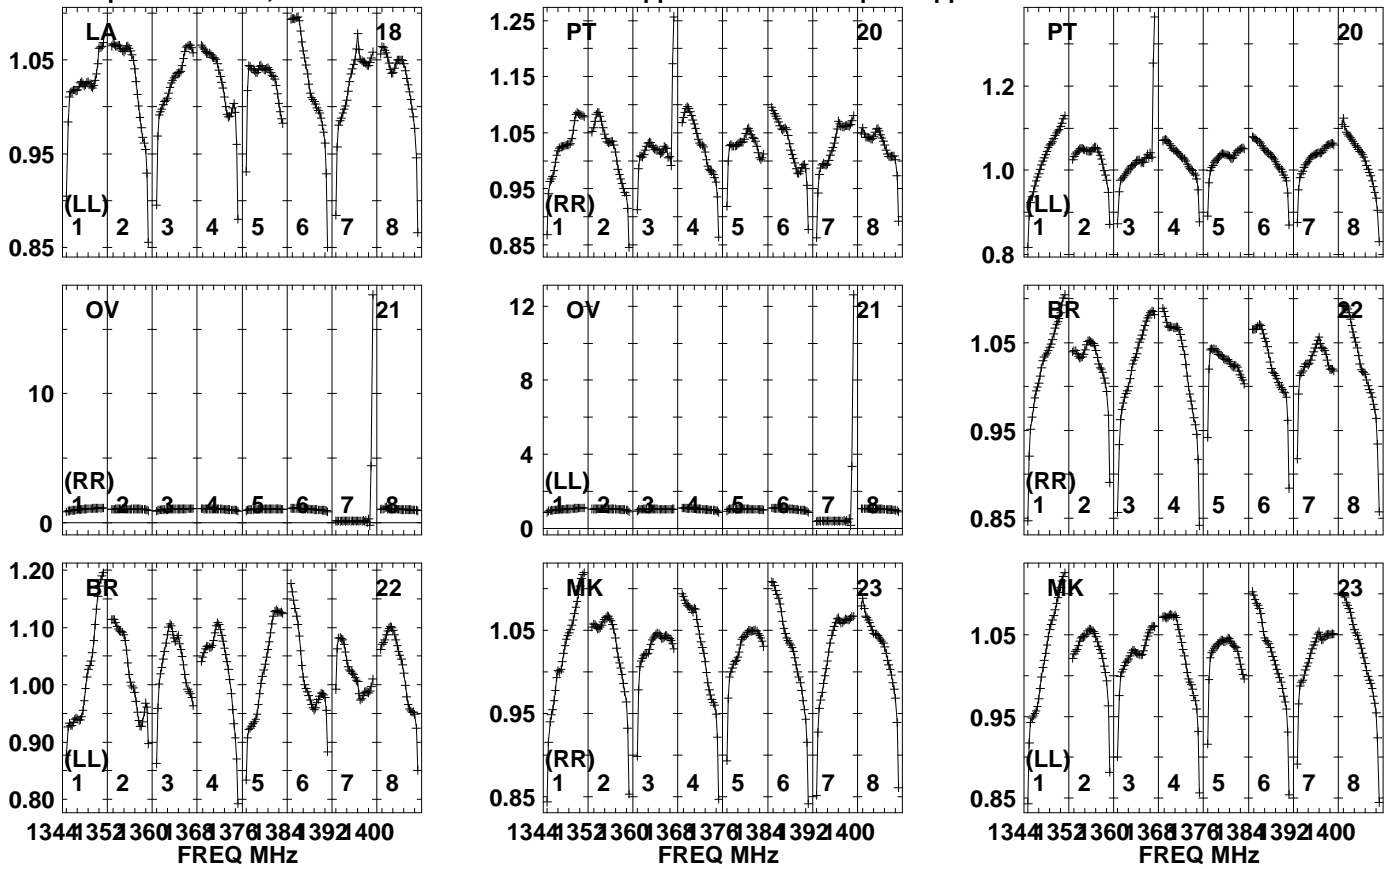 LA 18
1.05
0.95
0.85
(LL)
1 2 3 4 5 6 7 8
PT 20
1.25
1.15
1.05
0.95
0.85
(RR)
1 2 3 4 5 6 7 8
PT 20
1.2
1.0
0.8
(LL)
1 2 3 4 5 6 7 8
OV 21
10
0
(RR)
1 2 3 4 5 6 7 8
OV 21
12
8
4
0
(LL)
1 2 3 4 5 6 7 8
BR 22
1.05
0.95
0.85
(RR)
1 2 3 4 5 6 7 8
BR 22
1.20
1.10
1.00
0.90
0.80
(LL)
1 2 3 4 5 6 7 8
1344 1352 1360 1368 1376 1384 1392 1400
FREQ MHz
MK 23
1.05
0.95
0.85
(RR)
1 2 3 4 5 6 7 8
1344 1352 1360 1368 1376 1384 1392 1400
FREQ MHz
MK 23
1.05
0.95
0.85
(LL)
1 2 3 4 5 6 7 8
1344 1352 1360 1368 1376 1384 1392 1400
FREQ MHz